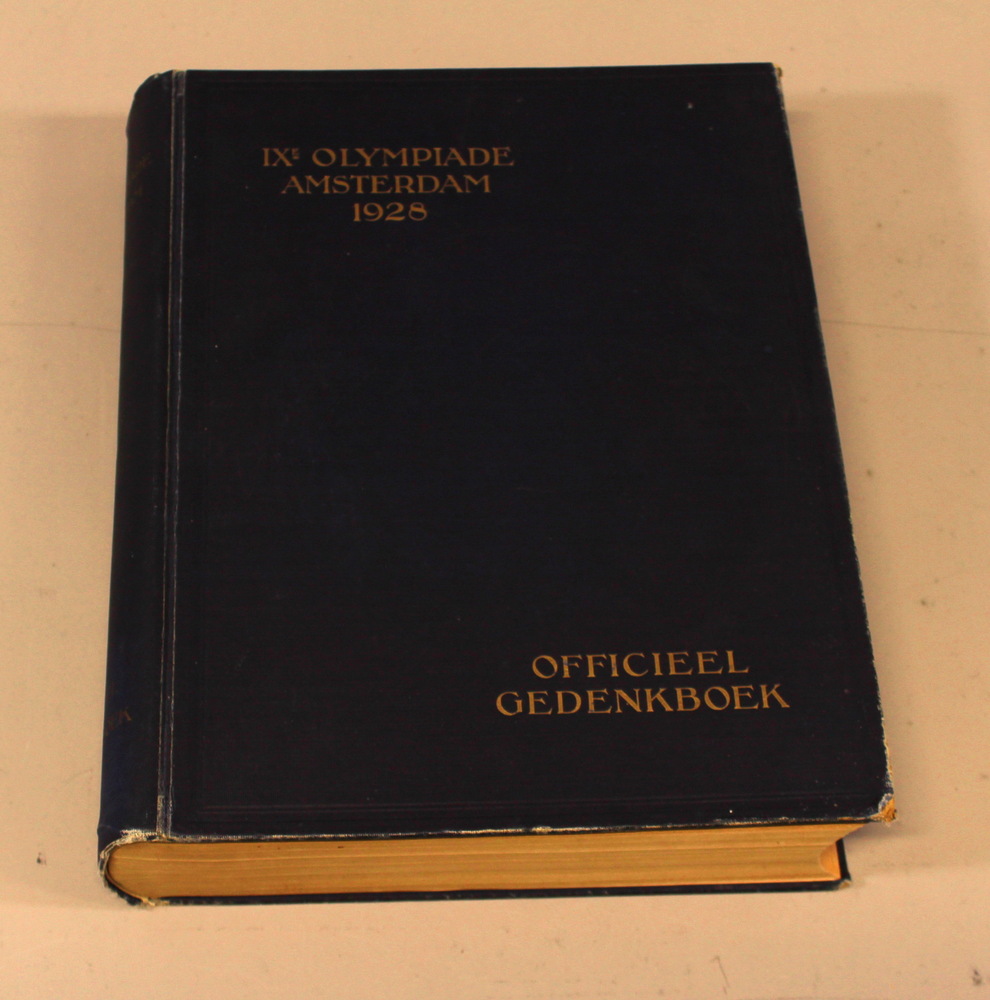 IXE OLYMPIADE
AMSTERDAM
1928
OFFICIEEL
GEDENKBOEK